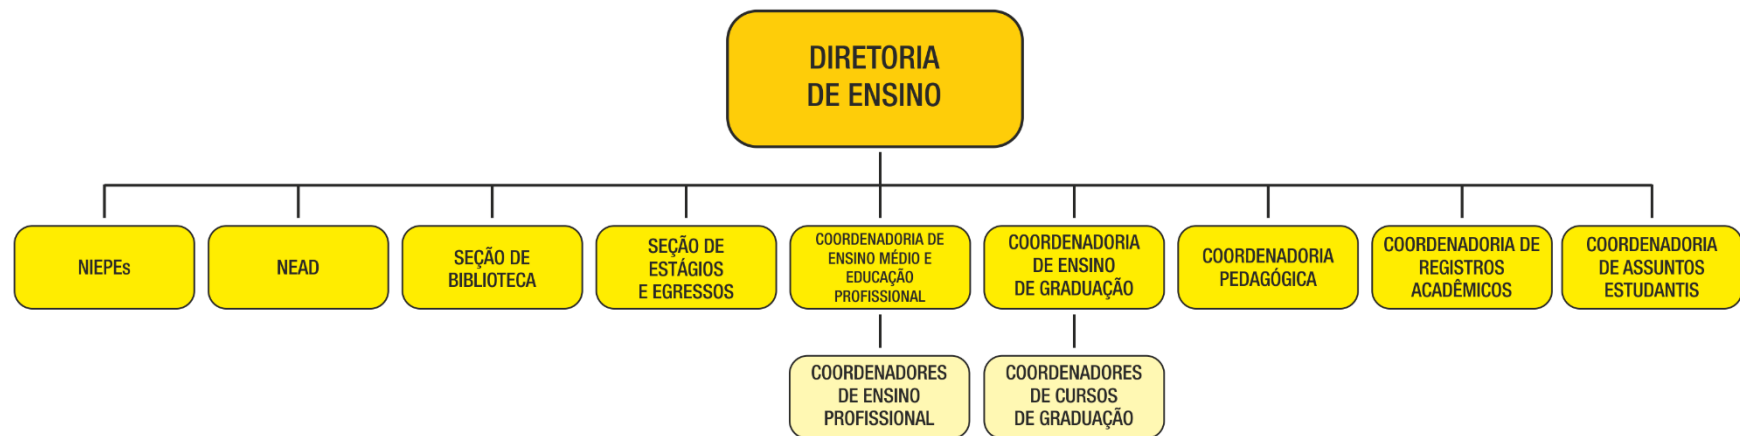 DIRETORIA
DE ENSINO
NIEPEs
NEAD
SEÇÃO DE
BIBLIOTECA
SEÇÃO DE
ESTÁGIOS
E EGRESSOS
COORDENADORIA DE
ENSINO MÉDIO E
EDUCAÇÃO
PROFISSIONAL
COORDENADORIA
DE ENSINO
DE GRADUAÇÃO
COORDENADORIA
PEDAGÓGICA
COORDENADORIA DE
REGISTROS
ACADÊMICOS
COORDENADORIA
DE ASSUNTOS
ESTUDANTIS
COORDENADORES
DE ENSINO
PROFISSIONAL
COORDENADORES
DE CURSOS
DE GRADUAÇÃO